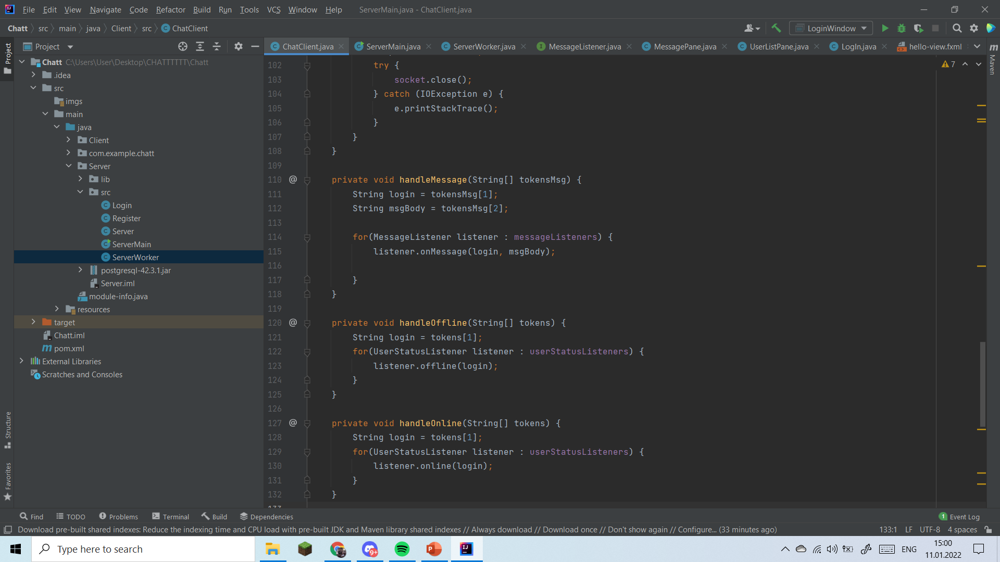 File Edit View Navigate Code Refactor Build Run Tools VCS Window Help ServerMain.java - ChatClient.java
Chatt src main java Client src ChatClient LoginWindow
Project ChatClient.java ServerMain.java ServerWorker.java MessageListener.java MessagePane.java UserListPane.java LogIn.java hello-view.fxml
Project
Maven
Chatt C:\Users\User\Desktop\CHATTTTTT\Chatt
.idea
src
imgs
main
java
Client
com.example.chatt
Server
lib
src
Login
Register
Server
ServerMain
ServerWorker
postgresql-42.3.1.jar
Server.iml
module-info.java
resources
target
Chatt.iml
pom.xml
External Libraries
Scratches and Consoles
Structure
Favorites
7
102 try {
103 socket.close();
104 } catch (IOException e) {
105 e.printStackTrace();
106 }
107 }
108 }
109
110 @ private void handleMessage(String[] tokensMsg) {
111 String login = tokensMsg[1];
112 String msgBody = tokensMsg[2];
113
114 for(MessageListener listener : messageListeners) {
115 listener.onMessage(login, msgBody);
116
117 }
118 }
119
120 @ private void handleOffline(String[] tokens) {
121 String login = tokens[1];
122 for(UserStatusListener listener : userStatusListeners) {
123 listener.offline(login);
124 }
125 }
126
127 @ private void handleOnline(String[] tokens) {
128 String login = tokens[1];
129 for(UserStatusListener listener : userStatusListeners) {
130 listener.online(login);
131 }
132 }
133
Find TODO Problems Terminal Build Dependencies 1 Event Log
Download pre-built shared indexes: Reduce the indexing time and CPU load with pre-built JDK and Maven library shared indexes // Always download // Download once // Don't show again // Configure... (33 minutes ago) 133:1 LF UTF-8 4 spaces
Type here to search 9+ ENG 15:00
11.01.2022